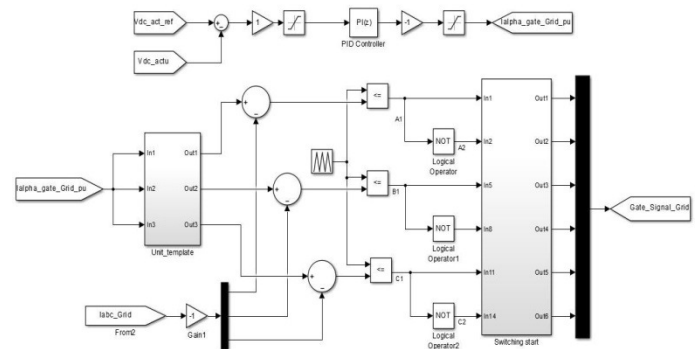 Vdc_act_ref
+
-
1
PI(z)
PID Controller
-1
Ialpha_gate_Grid_pu
Vdc_actu
Ialpha_gate_Grid_pu
In1
In2
In3
Out1
Out2
Out3
Unit_template
+
-
+
-
+
-
<=
A1
NOT
A2
Logical
Operator
<=
B1
NOT
Logical
Operator1
<=
C1
NOT
C2
Logical
Operator2
In1
In2
In5
In8
In11
In14
Out1
Out2
Out3
Out4
Out5
Out6
Switching start
Gate_Signal_Grid
Iabc_Grid
From2
-1
Gain1